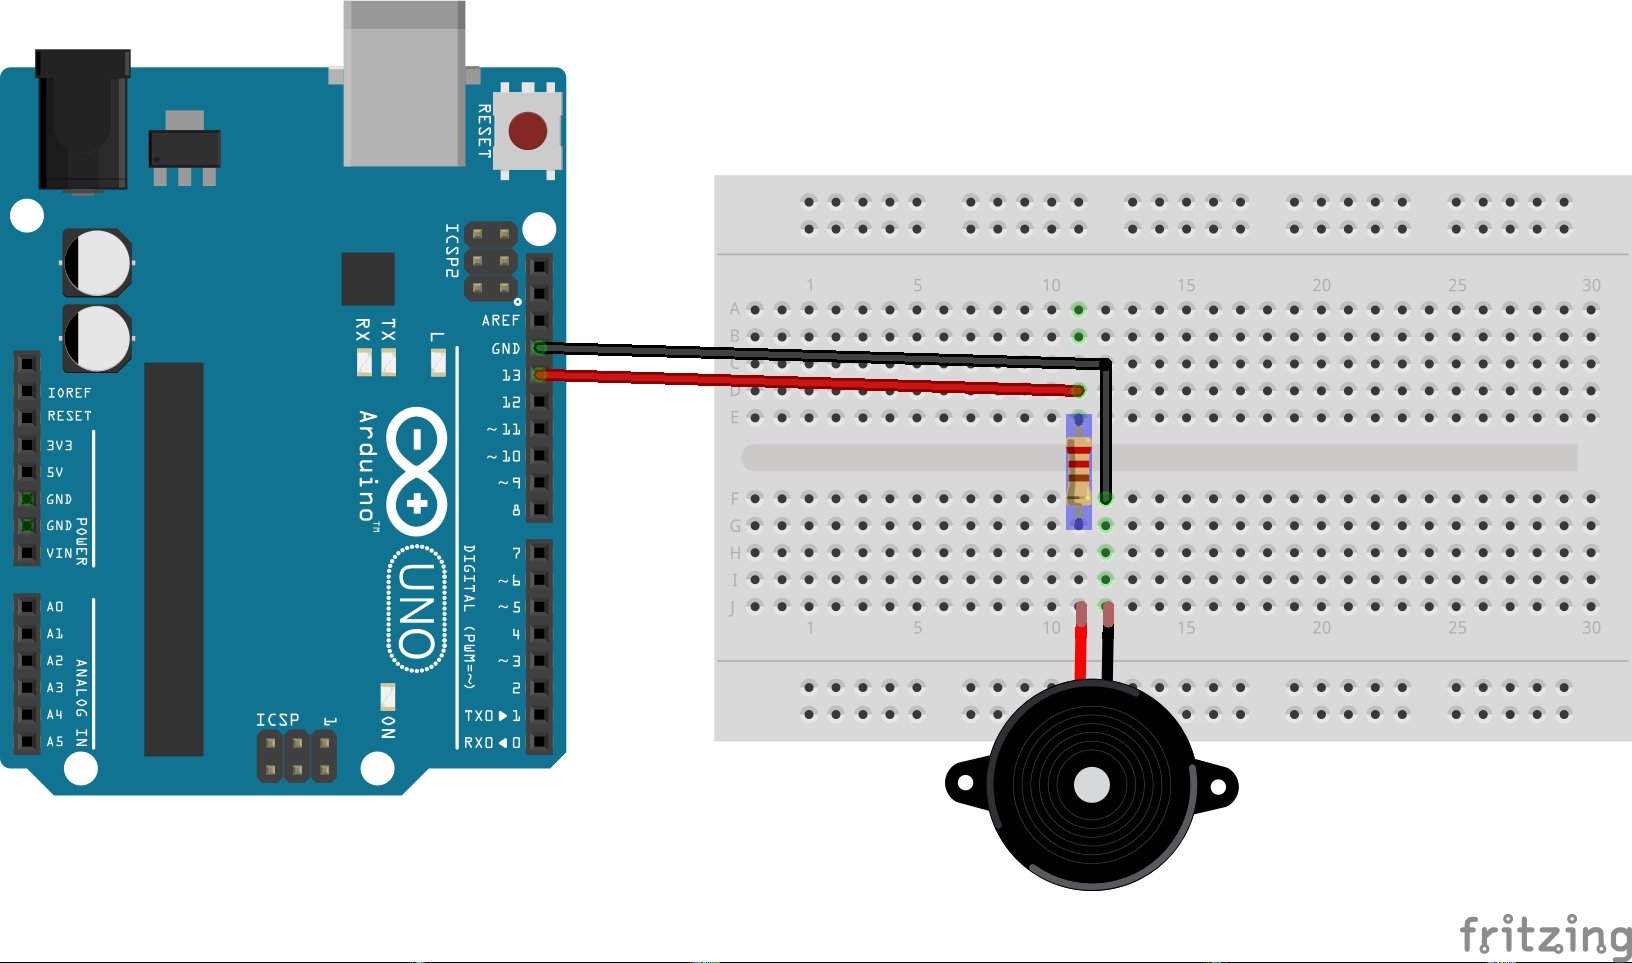 RESET
ICSP2
AREF
GND
13
12
~11
~10
~9
8
RX
TX
L
IOREF
RESET
3V3
5V
GND
GND
VIN
POWER
Arduino™
UNO
7
~6
~5
4
~3
2
TX0▶1
RX0◀0
DIGITAL (PWM=~)
A0
A1
A2
A3
A4
A5
ANALOG IN
ICSP
1
ON
1 5 10 15 20 25 30
A
B
C
D
E
F
G
H
I
J
1 5 10 15 20 25 30
fritzing